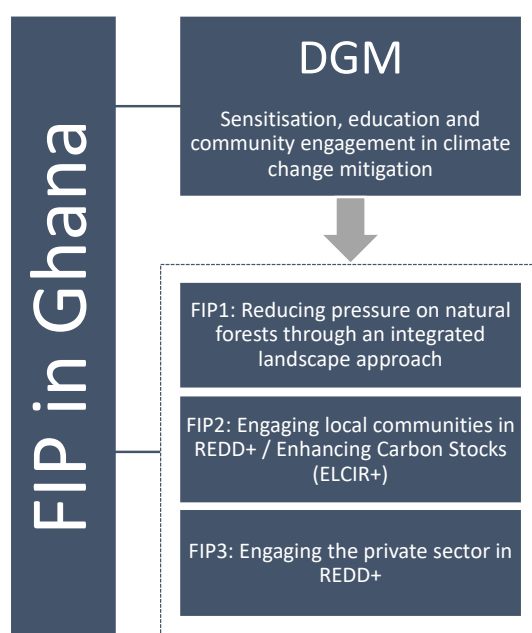 FIP in Ghana
DGM
Sensitisation, education and
community engagement in climate
change mitigation
FIP1: Reducing pressure on natural
forests through an integrated
landscape approach
FIP2: Engaging local communities in
REDD+ / Enhancing Carbon Stocks
(ELCIR+)
FIP3: Engaging the private sector in
REDD+